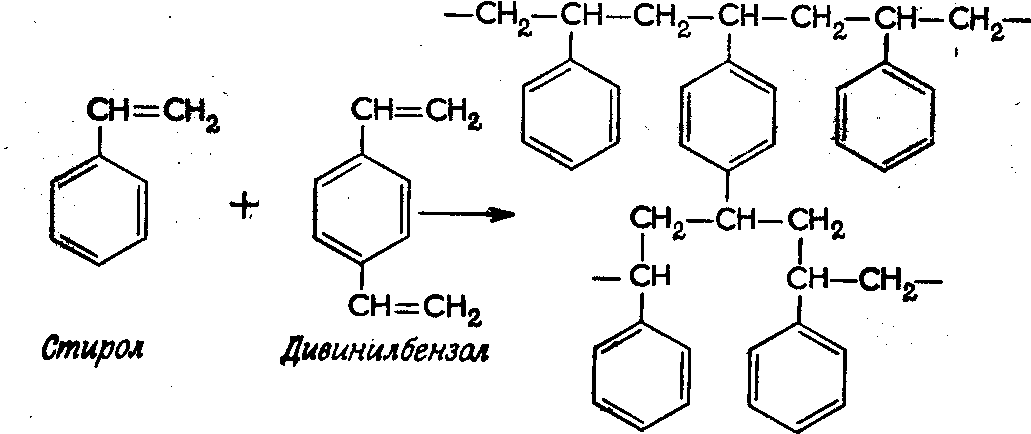 —CH₂—CH—CH₂—CH—CH₂—CH—CH₂—
CH=CH₂
CH=CH₂
+
CH₂—CH—CH₂
—CH
CH—CH₂—
CH=CH₂
Стирол
Дивинилбензол